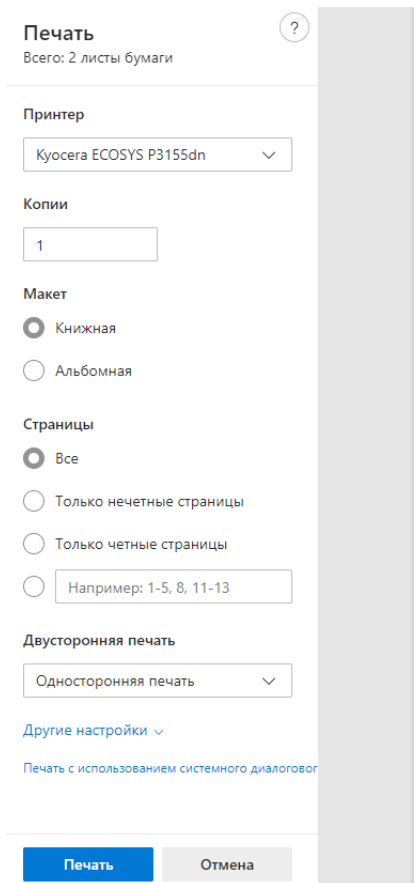 Печать
?
Всего: 2 листы бумаги
Принтер
Kyocera ECOSYS P3155dn
Копии
1
Макет
Книжная
Альбомная
Страницы
Все
Только нечетные страницы
Только четные страницы
Например: 1-5, 8, 11-13
Двусторонняя печать
Односторонняя печать
Другие настройки
Печать с использованием системного диалоговог
Печать
Отмена